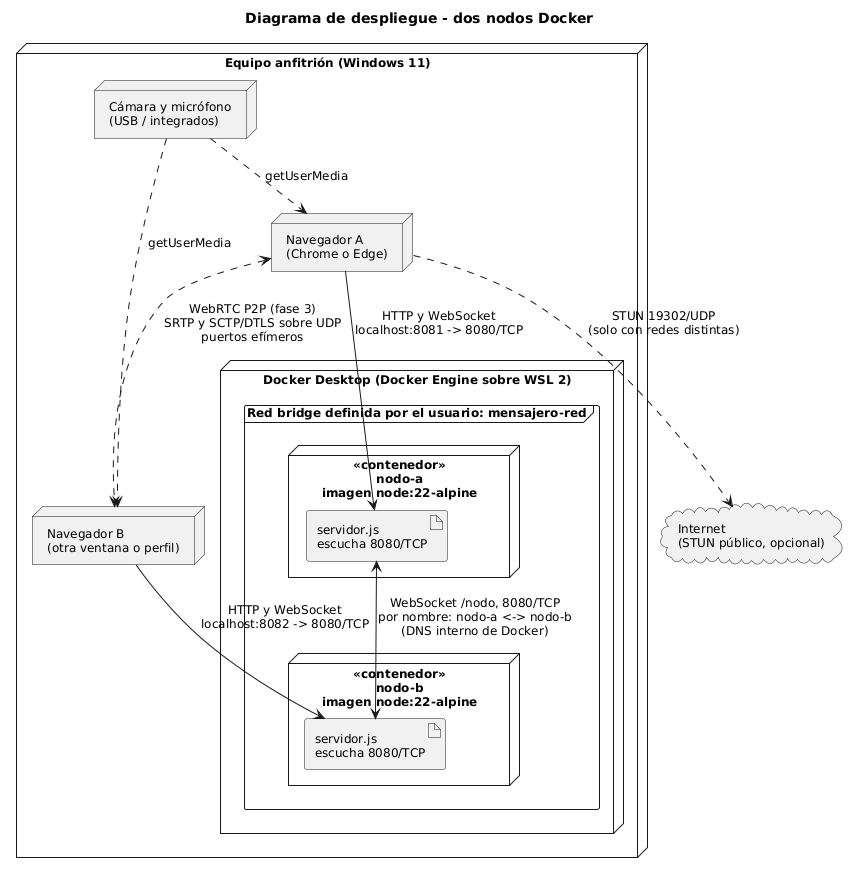 Diagrama de despliegue - dos nodos Docker
Equipo anfitrión (Windows 11)
Cámara y micrófono
(USB / integrados)
getUserMedia
getUserMedia
Navegador A
(Chrome o Edge)
WebRTC P2P (fase 3)
SRTP y SCTP/DTLS sobre UDP
puertos efímeros
HTTP y WebSocket
localhost:8081 -> 8080/TCP
STUN 19302/UDP
(solo con redes distintas)
Docker Desktop (Docker Engine sobre WSL 2)
Red bridge definida por el usuario: mensajero-red
«contenedor»
nodo-a
imagen node:22-alpine
servidor.js
escucha 8080/TCP
Navegador B
(otra ventana o perfil)
Internet
(STUN público, opcional)
HTTP y WebSocket
localhost:8082 -> 8080/TCP
WebSocket /nodo, 8080/TCP
por nombre: nodo-a <-> nodo-b
(DNS interno de Docker)
«contenedor»
nodo-b
imagen node:22-alpine
servidor.js
escucha 8080/TCP